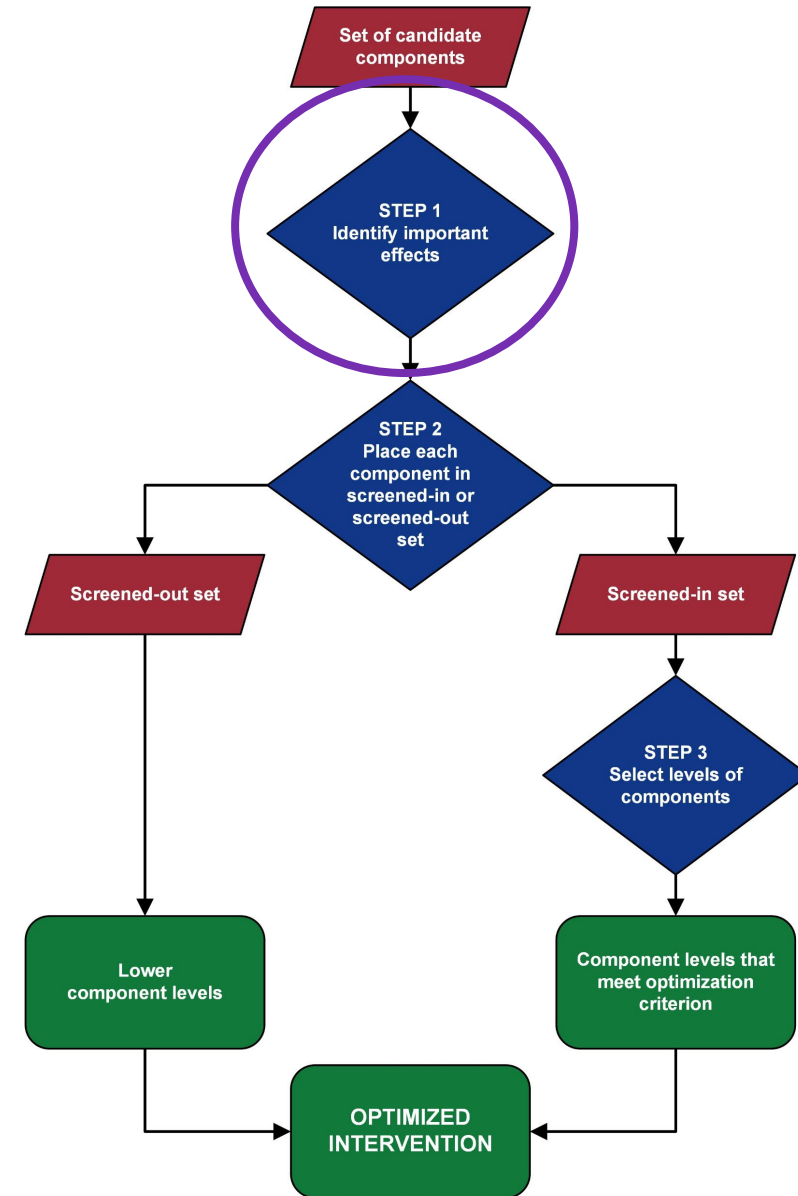 Set of candidate
components
STEP 1
Identify important
effects
STEP 2
Place each
component in
screened-in or
screened-out
set
Screened-out set
Screened-in set
STEP 3
Select levels of
components
Lower
component levels
Component levels that
meet optimization
criterion
OPTIMIZED
INTERVENTION